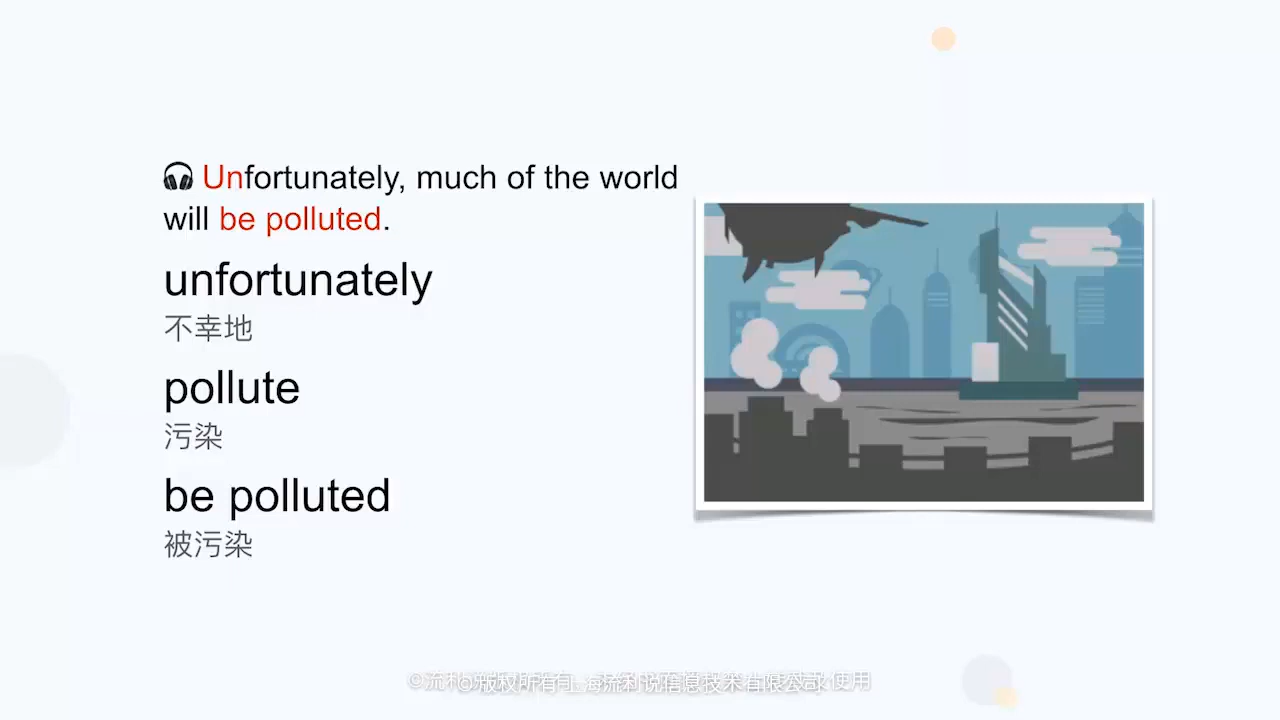 Unfortunately, much of the world
will be polluted.
unfortunately
不幸地
pollute
污染
be polluted
被污染